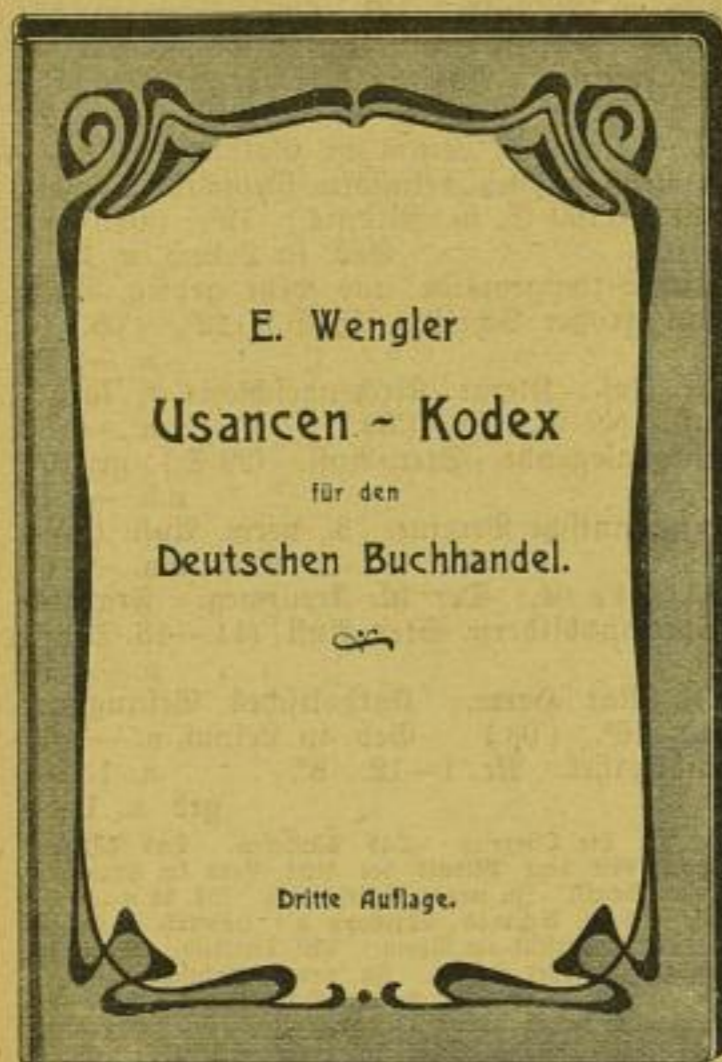 E. Wengler
Usancen - Kodex
für den
Deutschen Buchhandel.
Dritte Auflage.